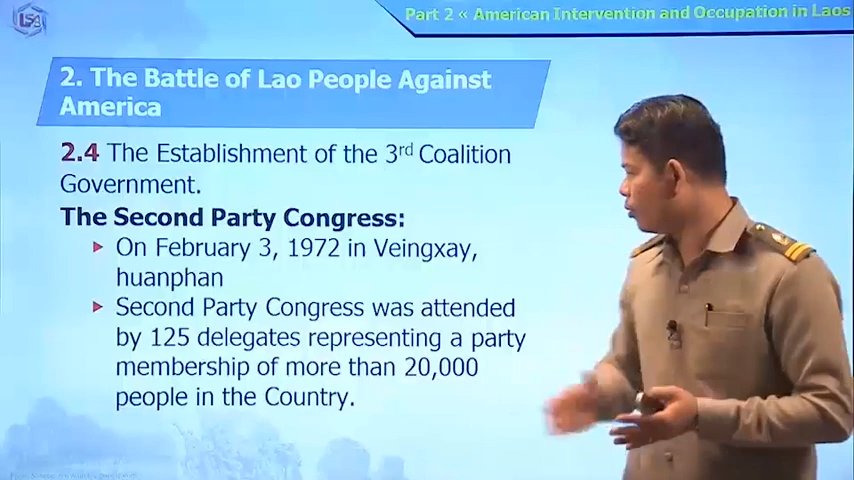 LSA
Part 2 « American Intervention and Occupation in Laos
2. The Battle of Lao People Against
America
2.4 The Establishment of the 3rd Coalition
Government.
The Second Party Congress:
On February 3, 1972 in Veingxay,
huanphan
Second Party Congress was attended
by 125 delegates representing a party
membership of more than 20,000
people in the Country.